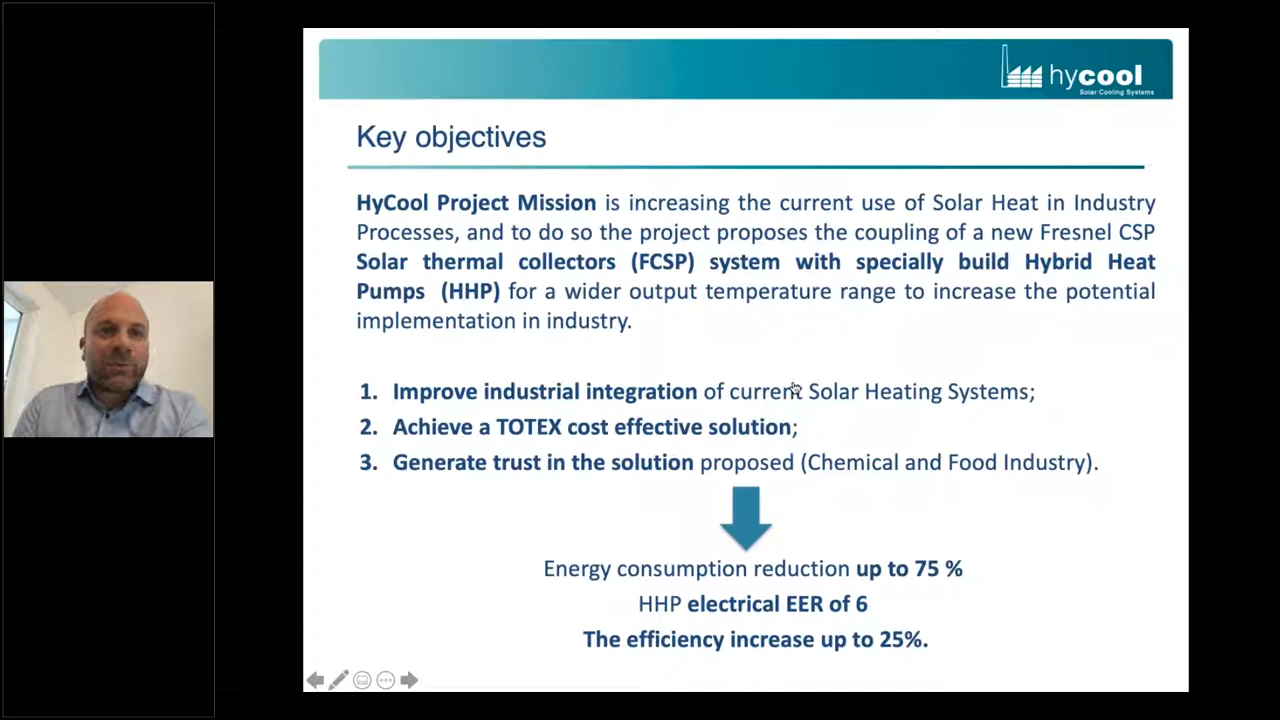 hycool
Solar Cooling Systems
Key objectives
HyCool Project Mission is increasing the current use of Solar Heat in Industry
Processes, and to do so the project proposes the coupling of a new Fresnel CSP
Solar thermal collectors (FCSP) system with specially build Hybrid Heat
Pumps (HHP) for a wider output temperature range to increase the potential
implementation in industry.
1. Improve industrial integration of current Solar Heating Systems;
2. Achieve a TOTEX cost effective solution;
3. Generate trust in the solution proposed (Chemical and Food Industry).
Energy consumption reduction up to 75 %
HHP electrical EER of 6
The efficiency increase up to 25%.